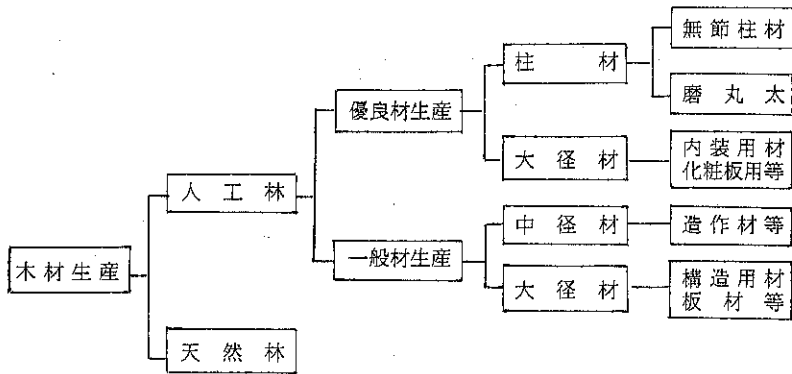 木材生産
人工林
天然林
優良材生産
一般材生産
柱材
大径材
中径材
大径材
無節柱材
磨丸太
内装用材
化粧板用等
造作材等
構造用材
板材等